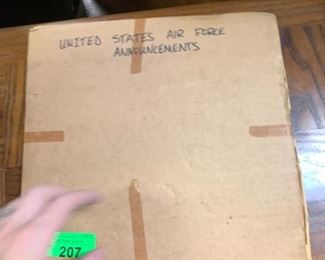 UNITED STATES AIR FORCE
ANNOUNCEMENTS
207